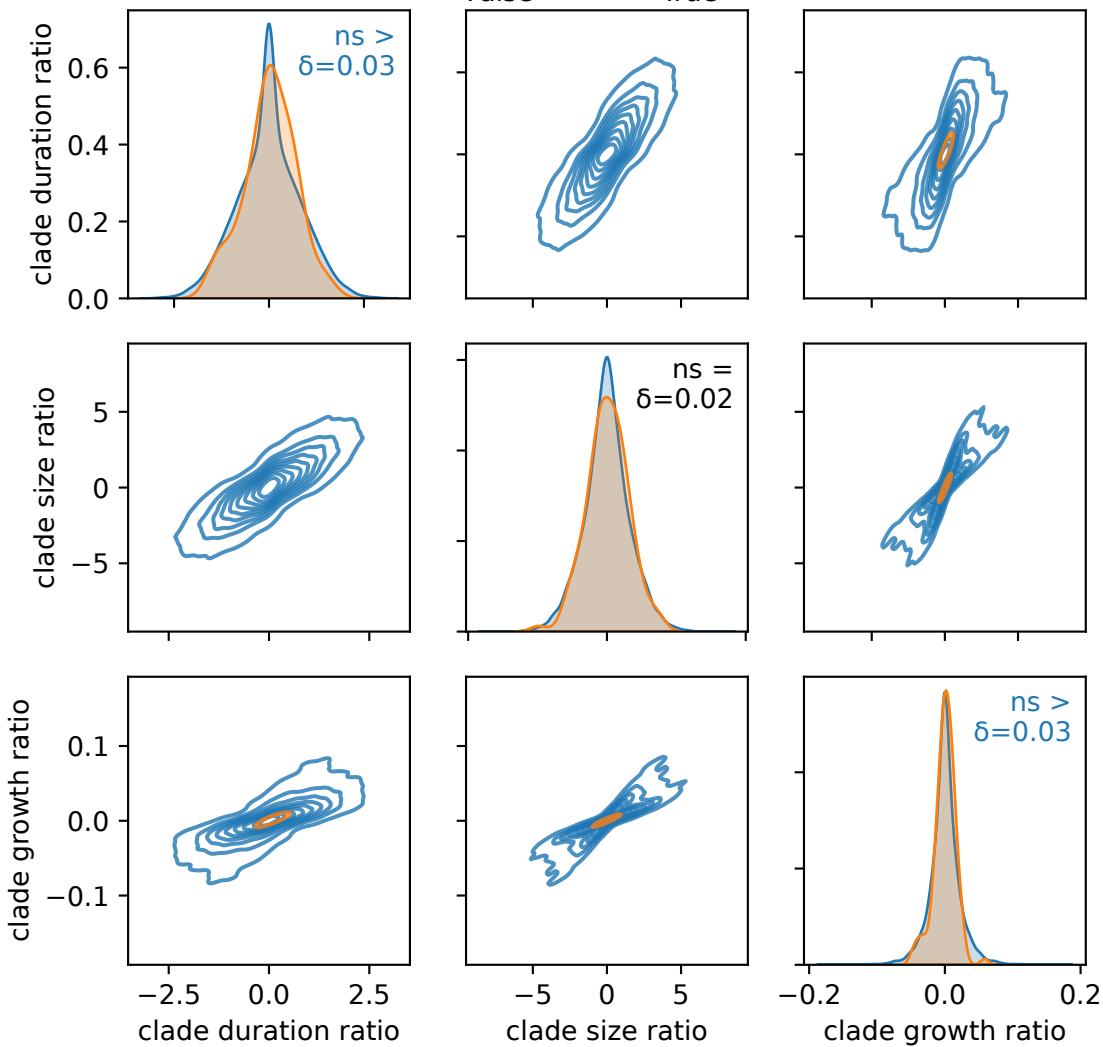 clade duration ratio
0.6
0.4
0.2
0.0
ns >
δ=0.03
clade size ratio
5
0
−5
ns =
δ=0.02
clade growth ratio
0.1
0.0
−0.1
ns >
δ=0.03
−2.5
0.0
2.5
−5
0
5
−0.2
0.0
0.2
clade duration ratio
clade size ratio
clade growth ratio